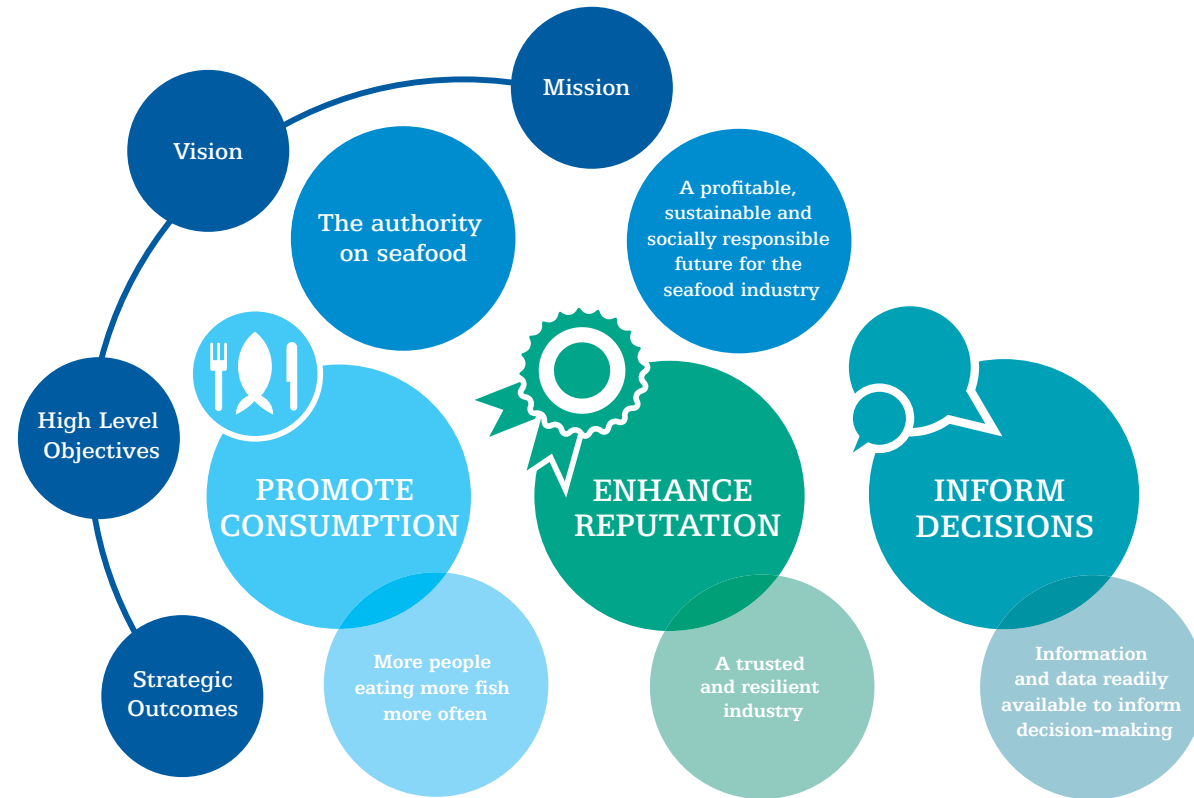 Mission
Vision
The authority
on seafood
A profitable,
sustainable and
socially responsible
future for the
seafood industry
High Level
Objectives
PROMOTE
CONSUMPTION
ENHANCE
REPUTATION
INFORM
DECISIONS
Strategic
Outcomes
More people
eating more fish
more often
A trusted
and resilient
industry
Information
and data readily
available to inform
decision-making